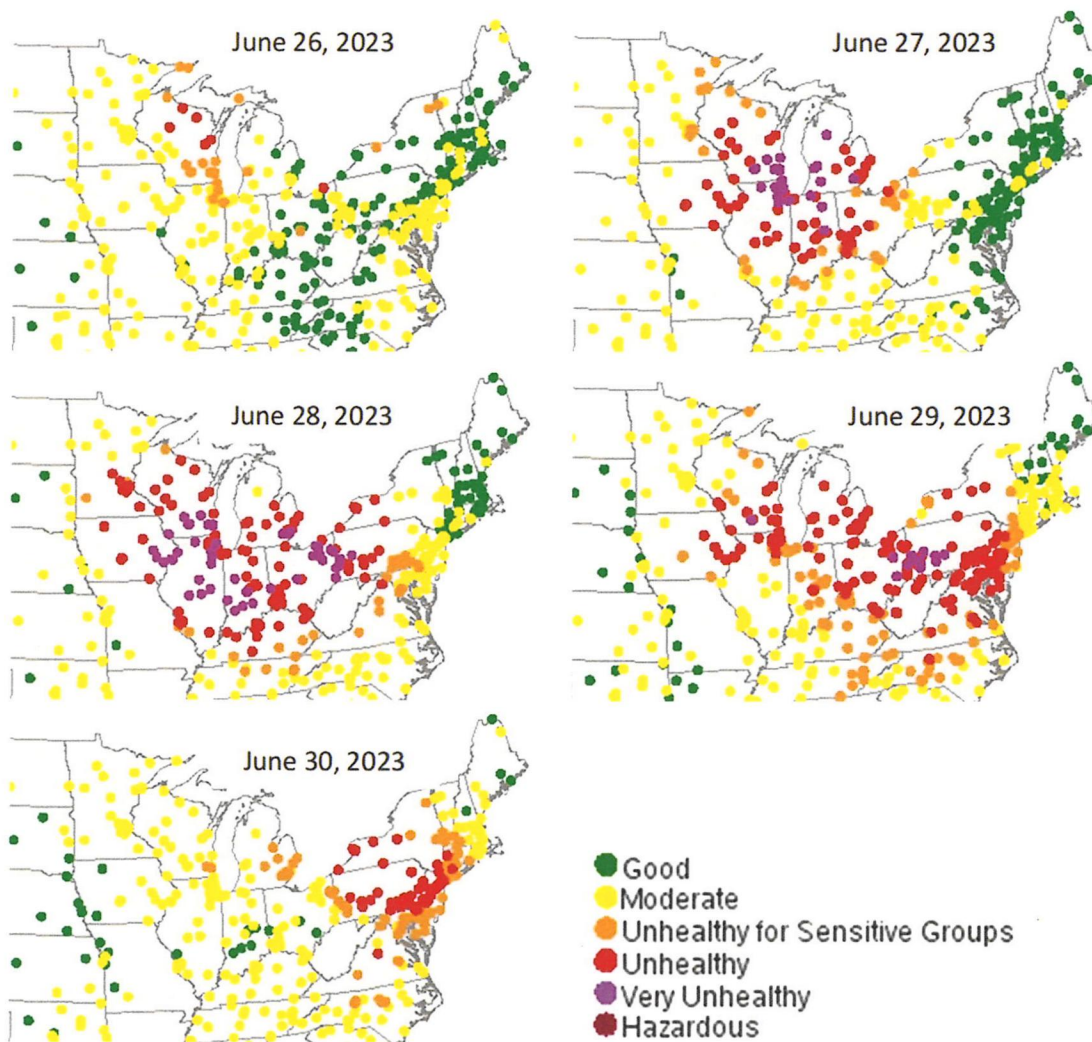 June 26, 2023
June 27, 2023
June 28, 2023
June 29, 2023
June 30, 2023
Good
Moderate
Unhealthy for Sensitive Groups
Unhealthy
Very Unhealthy
Hazardous